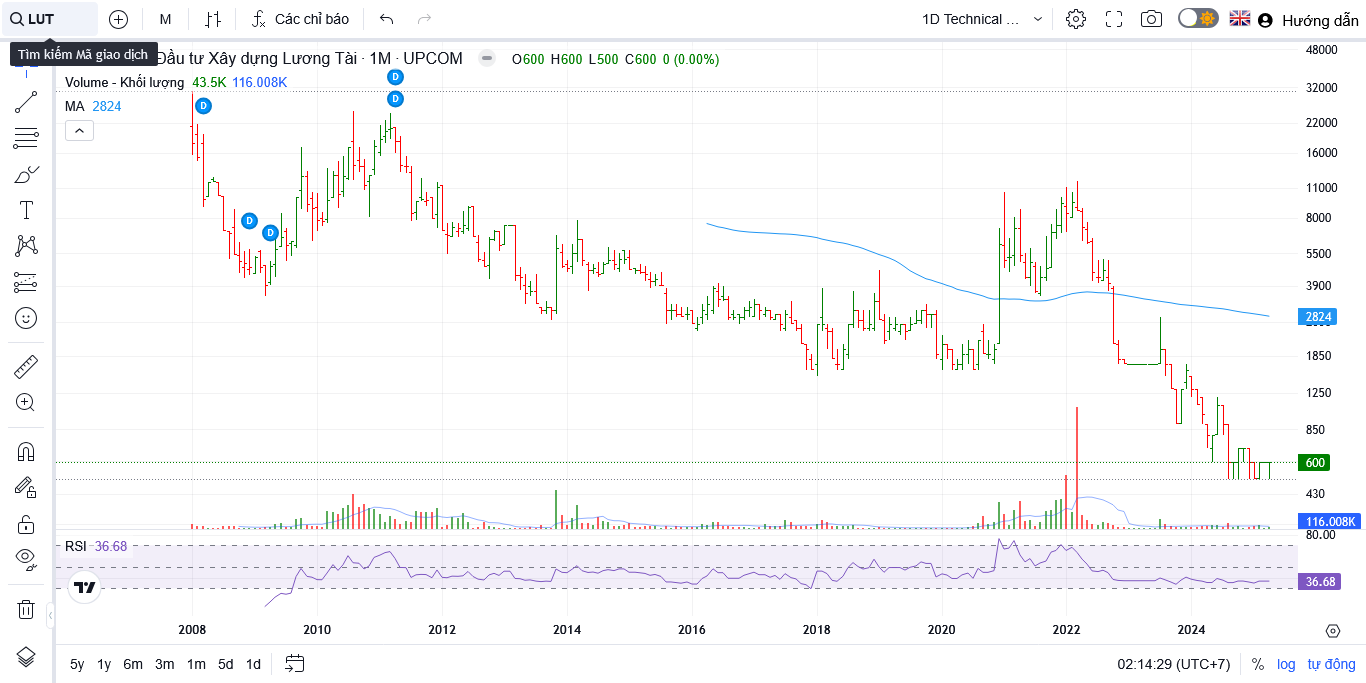 LUT
M
Các chỉ báo
1D Technical ...
Hướng dẫn
Tìm kiếm Mã giao dịch
Đầu tư Xây dựng Lương Tài · 1M · UPCOM
O600 H600 L500 C600 0 (0.00%)
Volume - Khối lượng 43.5K 116.008K
MA 2824
D
D
D
D
D
48000
32000
22000
16000
11000
8000
5500
3900
2824
1850
1250
850
600
430
116.008K
80.00
RSI 36.68
36.68
2008 2010 2012 2014 2016 2018 2020 2022 2024
5y 1y 6m 3m 1m 5d 1d
02:14:29 (UTC+7) % log tự động